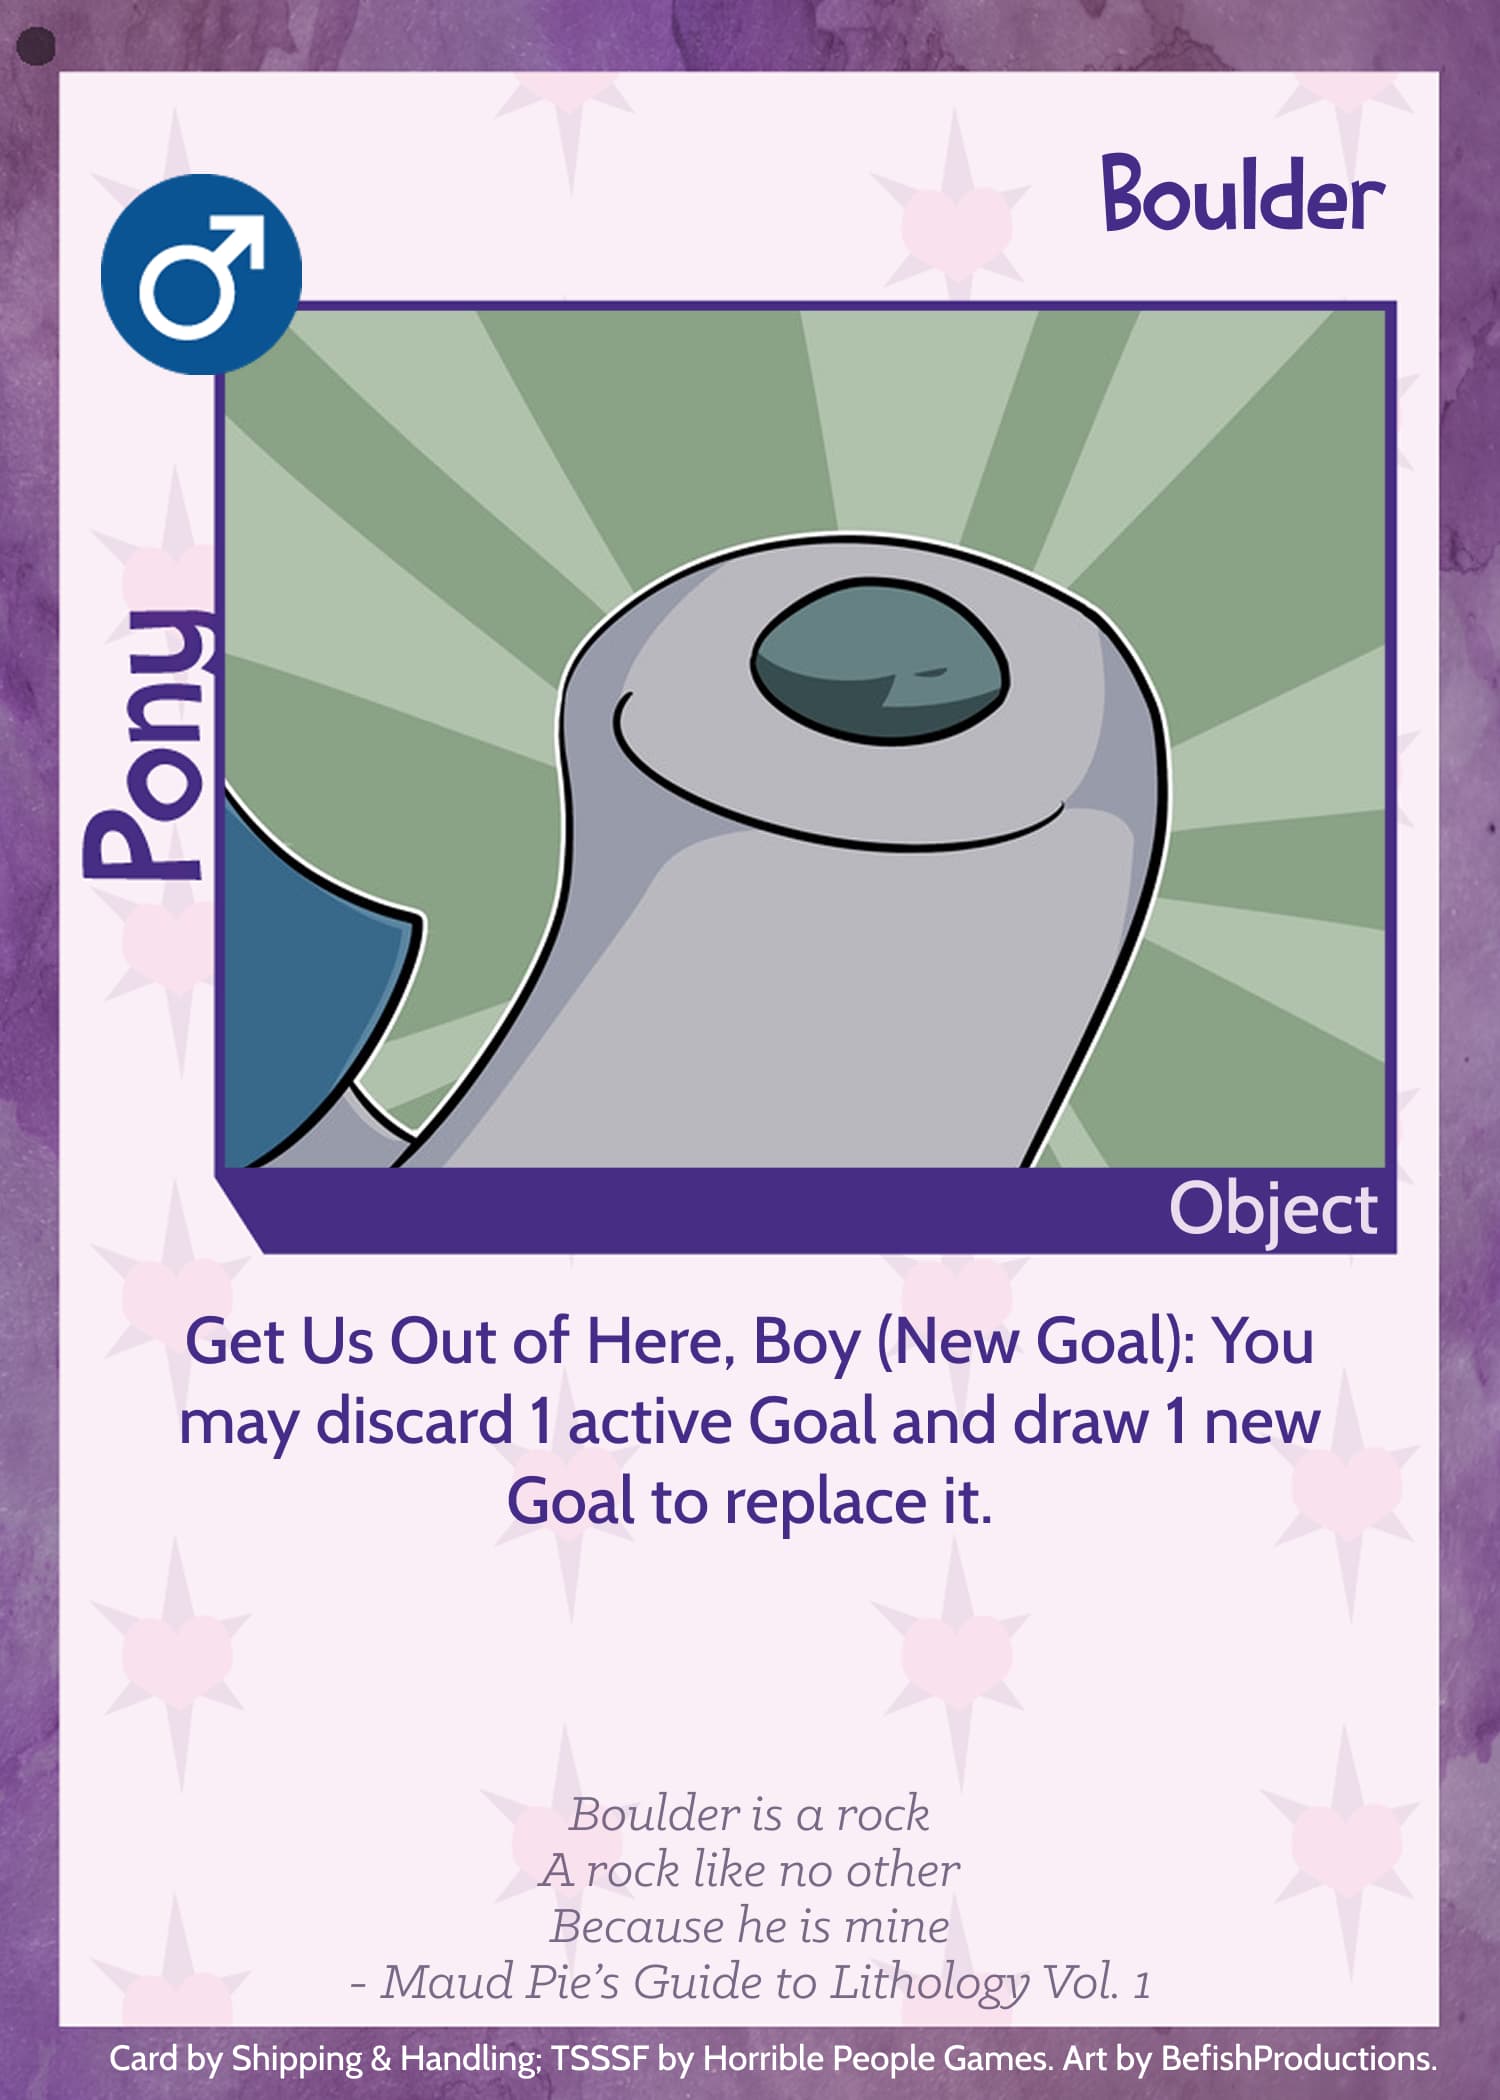 Boulder
Pony
Object
Get Us Out of Here, Boy (New Goal): You
may discard 1 active Goal and draw 1 new
Goal to replace it.
Boulder is a rock
A rock like no other
Because he is mine
- Maud Pie’s Guide to Lithology Vol. 1
Card by Shipping & Handling; TSSSF by Horrible People Games. Art by BefishProductions.